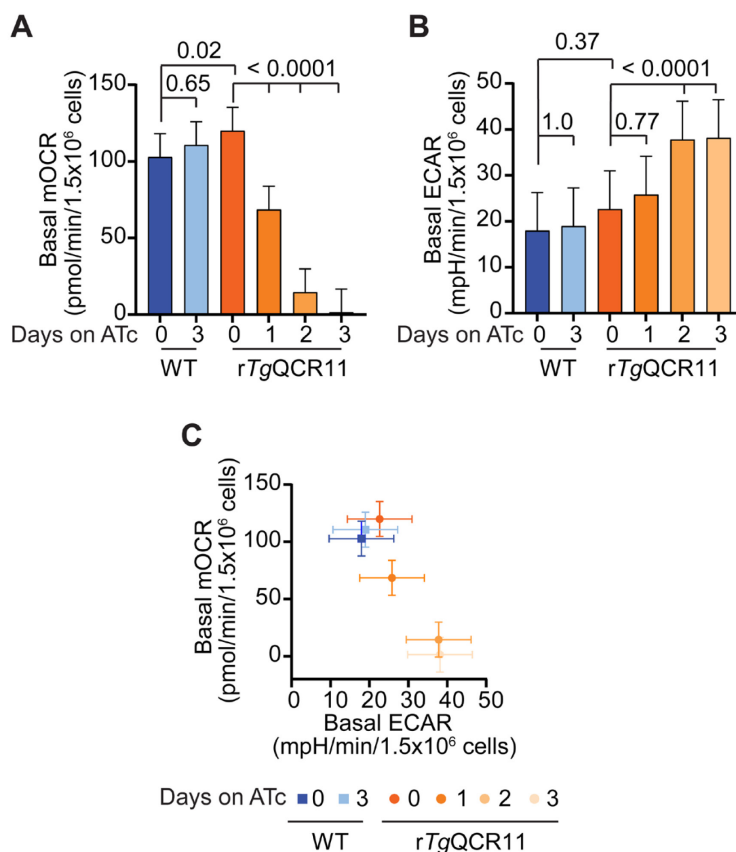 A
0.02
0.65
< 0.0001
150
100
50
0
Basal mOCR
(pmol/min/1.5x10⁶ cells)
Days on ATc 0 3 0 1 2 3
WT rTgQCR11
B
0.37
< 0.0001
1.0
0.77
50
40
30
20
10
0
Basal ECAR
(mpH/min/1.5x10⁶ cells)
Days on ATc 0 3 0 1 2 3
WT rTgQCR11
C
150
100
50
0
Basal mOCR
(pmol/min/1.5x10⁶ cells)
0 10 20 30 40 50
Basal ECAR
(mpH/min/1.5x10⁶ cells)
Days on ATc 0 3 0 1 2 3
WT rTgQCR11